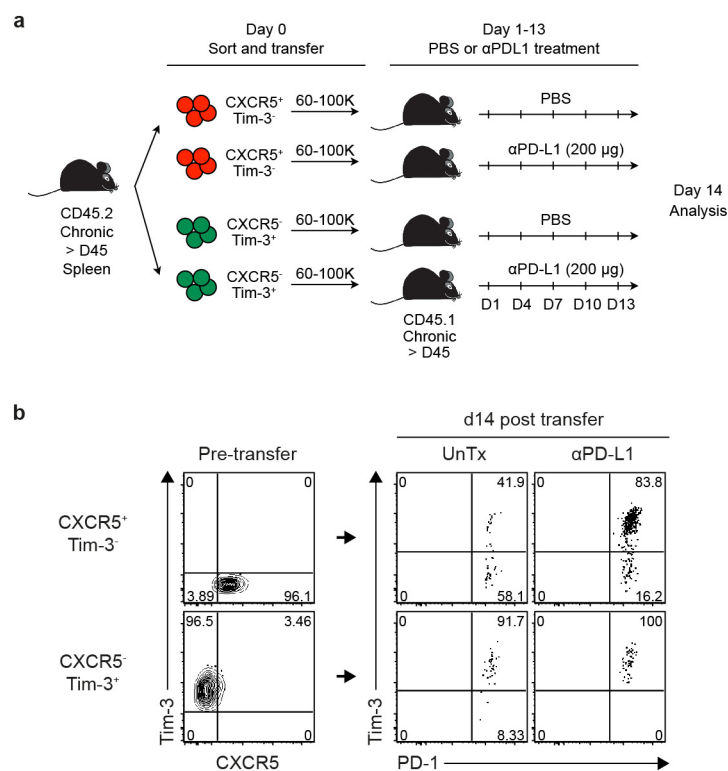 a
Day 0
Sort and transfer
Day 1-13
PBS or αPDL1 treatment
CXCR5⁺
Tim-3⁻
60-100K
PBS
CXCR5⁺
Tim-3⁻
60-100K
αPD-L1 (200 µg)
CD45.2
Chronic
> D45
Spleen
Day 14
Analysis
CXCR5⁻
Tim-3⁺
60-100K
PBS
CXCR5⁻
Tim-3⁺
60-100K
αPD-L1 (200 µg)
D1 D4 D7 D10 D13
CD45.1
Chronic
> D45
b
d14 post transfer
Pre-transfer
UnTx
αPD-L1
CXCR5⁺
Tim-3⁻
0 0
3.89 96.1
0 41.9
0 58.1
0 83.8
0 16.2
CXCR5⁻
Tim-3⁺
96.5 3.46
0 0
0 91.7
0 8.33
0 100
0 0
Tim-3
Tim-3
CXCR5
PD-1